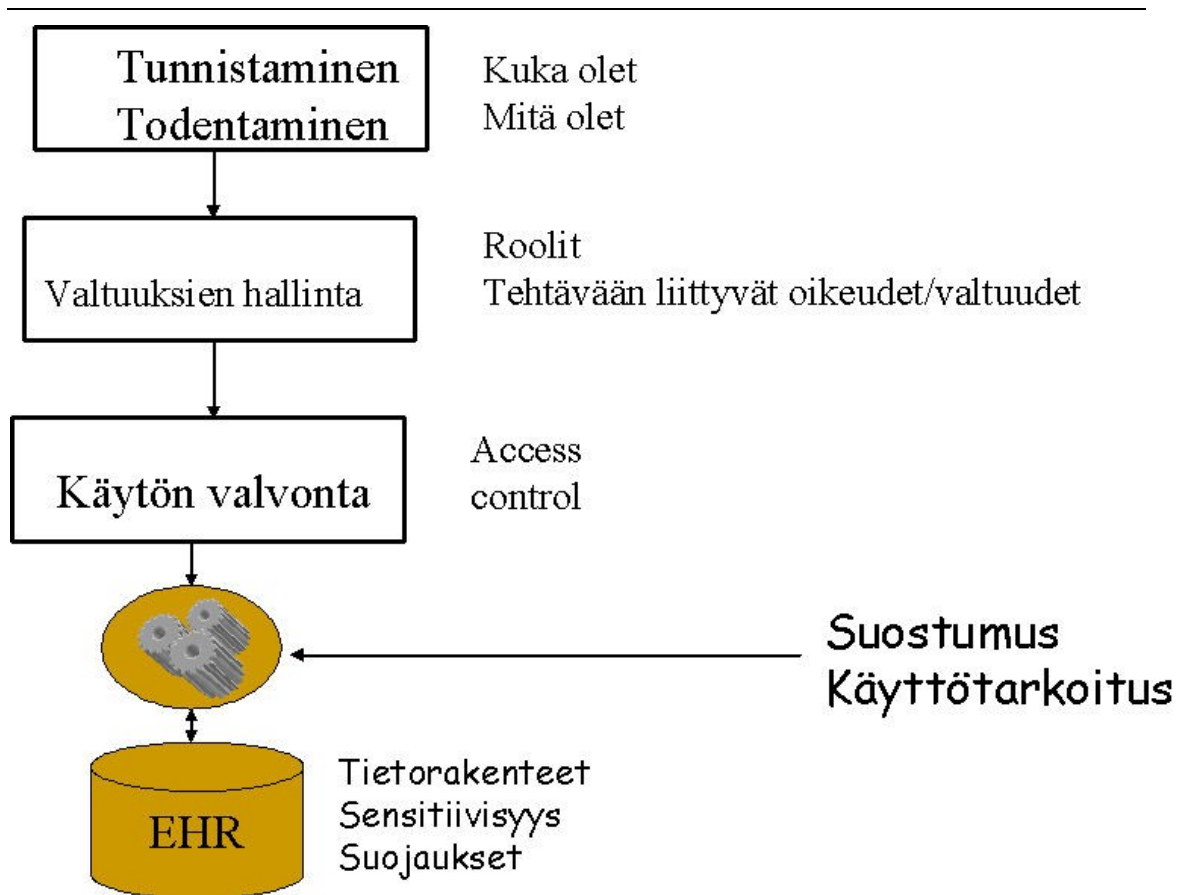 Tunnistaminen
Todentaminen
Kuka olet
Mitä olet
Valtuuksien hallinta
Roolit
Tehtävään liittyvät oikeudet/valtuudet
Käytön valvonta
Access
control
Suostumus
Käyttötarkoitus
EHR
Tietorakenteet
Sensitiivisyys
Suojaukset